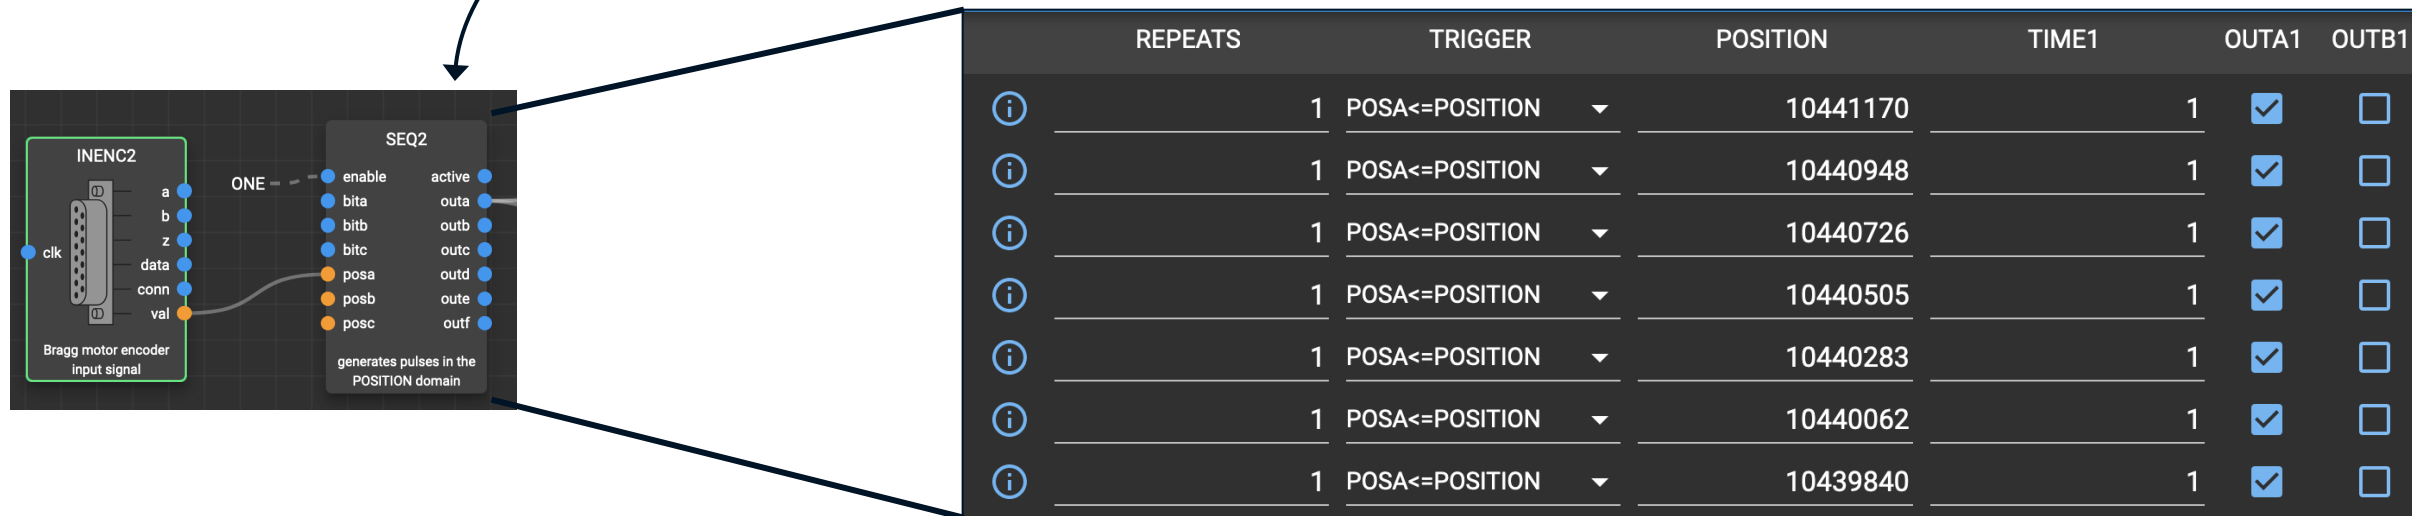 INENC2
a
b
z
clk
data
conn
val
Bragg motor encoder
input signal
ONE
SEQ2
enable active
bita outa
bitb outb
bitc outc
posa outd
posb oute
posc outf
generates pulses in the
POSITION domain
REPEATS TRIGGER POSITION TIME1 OUTA1 OUTB1
1 POSA<=POSITION 10441170 1
1 POSA<=POSITION 10440948 1
1 POSA<=POSITION 10440726 1
1 POSA<=POSITION 10440505 1
1 POSA<=POSITION 10440283 1
1 POSA<=POSITION 10440062 1
1 POSA<=POSITION 10439840 1